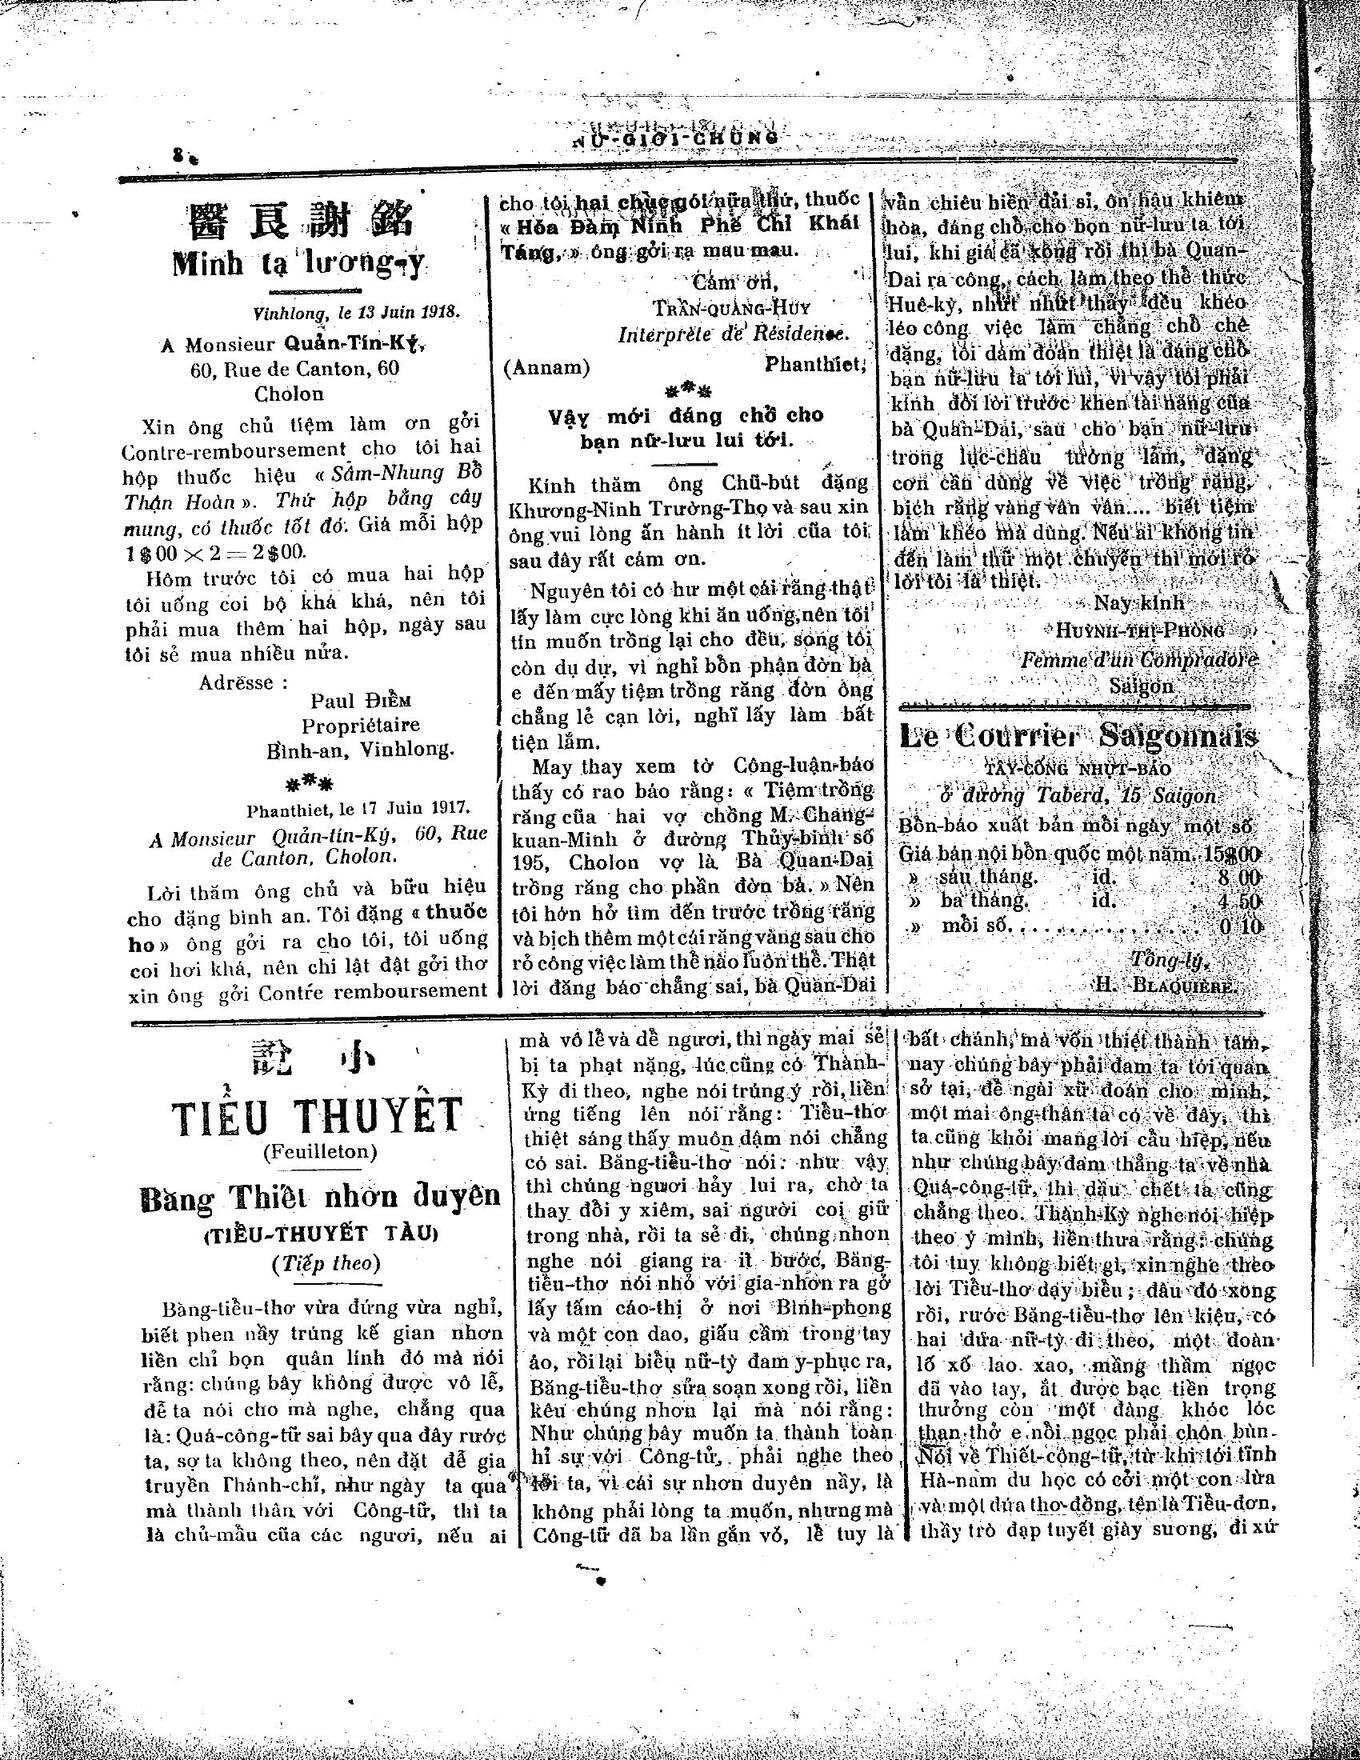 8
NỮ-GIỚI-CHUNG
醫良謝銘
Minh tạ lương-y
Vinhlong, le 13 Juin 1918.
A Monsieur Quản-Tín-Ký,
60, Rue de Canton, 60
Cholon
Xin ông chủ tiệm làm ơn gởi
Contre-remboursement cho tôi hai
hộp thuốc hiệu « Sâm-Nhung Bồ
Thận Hoàn ». Thứ hộp bằng cây
mung, có thuốc tốt đó. Giá mỗi hộp
1$00 × 2 = 2$00.
Hôm trước tôi có mua hai hộp
tôi uống coi bộ khá khá, nên tôi
phải mua thêm hai hộp, ngày sau
tôi sẻ mua nhiều nửa.
Adrèsse :
Paul ĐIỀM
Propriétaire
Bình-an, Vinhlong.
***
Phanthiet, le 17 Juin 1917.
A Monsieur Quản-tín-Ký, 60, Rue
de Canton, Cholon.
Lời thăm ông chủ và bữu hiệu
cho đặng bình an. Tôi đặng « thuốc
ho » ông gởi ra cho tôi, tôi uống
coi hơi khá, nên chi lật đật gởi thơ
xin ông gởi Contre remboursement
cho tôi hai chục gói nữa thứ, thuốc
« Hóa Đàm Ninh Phế Chỉ Khái
Táng, » ông gởi ra mau mau.
Cám ơn,
TRẦN-QUANG-HUY
Interprète de Résidence.
(Annam) Phanthiet,
***
Vậy mới đáng chỗ cho
bạn nữ-lưu lui tới.
Kính thăm ông Chũ-bút đặng
Khương-Ninh Trường-Thọ và sau xin
ông vui lòng ấn hành ít lời của tôi
sau đây rất cám ơn.
Nguyên tôi có hư một cái răng thật
lấy làm cực lòng khi ăn uống, nên tôi
tín muốn trồng lại cho đều, song tôi
còn dụ dự, vì nghỉ bồn phận đờn bà
e đến mấy tiệm trồng răng đờn ông
chẳng lẻ cạn lời, nghĩ lấy làm bất
tiện lắm.
May thay xem tờ Công-luận-báo
thấy có rao báo rằng: « Tiệm trồng
răng của hai vợ chồng M. Chang-
kuan-Minh ở đường Thủy-binh số
195, Cholon vợ là Bà Quan-Dai
trồng răng cho phần đờn bà. » Nên
tôi hớn hở tìm đến trước trồng răng
và bịch thêm một cái răng vàng sau cho
rỏ công việc làm thể nào luôn thể. Thật
lời đăng báo chẳng sai, bà Quan-Dai
vẫn chiêu hiền đải sỉ, ôn hậu khiêm
hòa, đáng chỗ cho bọn nữ-lưu ta tới
lui, khi giá cả xong rồi thì bà Quan-
Dai ra công, cách làm theo thể thức
Huê-kỳ, nhứt nhứt thảy đều khéo
léo công việc làm chẳng chỗ chê
đặng, tôi dám đoán thiệt là đáng chỗ
bạn nữ-lưu ta tới lui, vì vậy tôi phải
kính đôi lời trước khen tài năng của
bà Quan-Dai, sau cho bạn nữ-lưu
trong lục-châu tường lảm, đặng
cơn cần dùng về việc trồng răng,
bịch răng vàng vân vân.... biết tiệm
làm khéo mà dùng. Nếu ai không tin
đến làm thử một chuyến thì mới rỏ
lời tôi là thiệt.
Nay kính
HUỲNH-THỊ-PHÒNG
Femme d'un Compradore
Saigon
Le Courrier Saigonnais
TÂY-CỐNG NHỰT-BÁO
ở đường Taberd, 15 Saigon
Bồn-báo xuất bản mỗi ngày một số
Giá bán nội bồn quốc một năm. 15$00
» sáu tháng. id. . 8 00
» ba tháng. id. . 4 50
» mỗi số. . . . . . . . . . . . . . . 0 10
Tổng-lý,
H. BLAQUIÈRE.
說小
TIỂU THUYẾT
(Feuilleton)
Băng Thiết nhơn duyên
(TIỂU-THUYẾT TÀU)
(Tiếp theo)
Băng-tiểu-thơ vừa đứng vừa nghỉ,
biết phen nầy trúng kế gian nhơn
liền chỉ bọn quân lính đó mà nói
rằng: chúng bây không được vô lễ,
để ta nói cho mà nghe, chẳng qua
là: Quá-công-tữ sai bây qua đây rước
ta, sợ ta không theo, nên đặt để gia
truyền Thánh-chỉ, như ngày ta qua
mà thành thân với Công-tữ, thì ta
là chủ-mẫu cũa các ngươi, nếu ai
mà vô lễ và dể ngươi, thì ngày mai sẻ
bị ta phạt nặng, lúc cũng có Thành-
Kỳ đi theo, nghe nói trúng ý rồi, liền
ứng tiếng lên nói rằng: Tiểu-thơ
thiệt sáng thấy muôn dậm nói chẳng
có sai. Băng-tiểu-thơ nói: như vậy
thì chúng ngươi hảy lui ra, chờ ta
thay đồi y xiêm, sai người coi giữ
trong nhà, rồi ta sẻ đi, chúng nhơn
nghe nói giang ra ít bước, Băng-
tiểu-thơ nói nhỏ với gia-nhơn ra gở
lấy tấm cáo-thị ở nơi Bình-phong
và một con dao, giấu cầm trong tay
áo, rồi lại biểu nữ-tỳ đam y-phục ra,
Băng-tiểu-thơ sữa soạn xong rồi, liền
kêu chúng nhơn lại mà nói rằng:
Như chúng bây muốn ta thành toàn
hỉ sự với Công-tữ, phải nghe theo
lời ta, vì cái sự nhơn duyên nầy, là
không phải lòng ta muốn, nhưng mà
Công-tữ đã ba lần gắn vó, lễ tuy là
bất chánh, mà vốn thiệt thành tâm,
nay chúng bây phải đam ta tới quan
sở tại, để ngài xữ đoán cho minh,
một mai ông-thân ta có về đây, thì
ta cũng khỏi mang lời cầu hiệp, nếu
như chúng bây đam thẳng ta về nhà
Quá-công-tữ, thì dầu chết ta cũng
chẳng theo. Thành-Kỳ nghe nói hiệp
theo ý mình, liền thưa rằng: chúng
tôi tuy không biết gì, xin nghe theo
lời Tiểu-thơ dạy biểu; đâu đó xong
rồi, rước Băng-tiểu-thơ lên kiệu, có
hai đứa nữ-tỳ đi theo, một đoàn
lố xố lao xao, mầng thầm ngọc
đã vào tay, ắt được bạc tiền trọng
thưởng còn một đàng khóc lóc
than thở e nồi ngọc phải chôn bùn.
Nói về Thiết-công-tữ, từ khi tới tĩnh
Hà-nam du học có cởi một con lừa
và một đứa thơ-đồng, tên là Tiểu-đơn,
thầy trò đạp tuyết giày sương, đi xứ